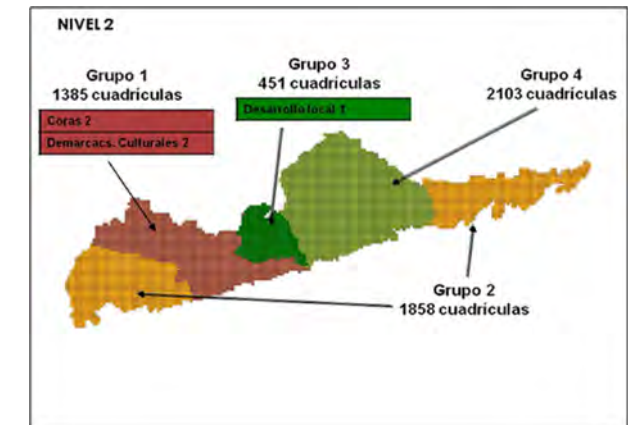 NIVEL 2
Grupo 1
1385 cuadrículas
Coras 2
Demarcacs. Culturales 2
Grupo 3
451 cuadrículas
Desarrollo local 1
Grupo 4
2103 cuadrículas
Grupo 2
1858 cuadrículas